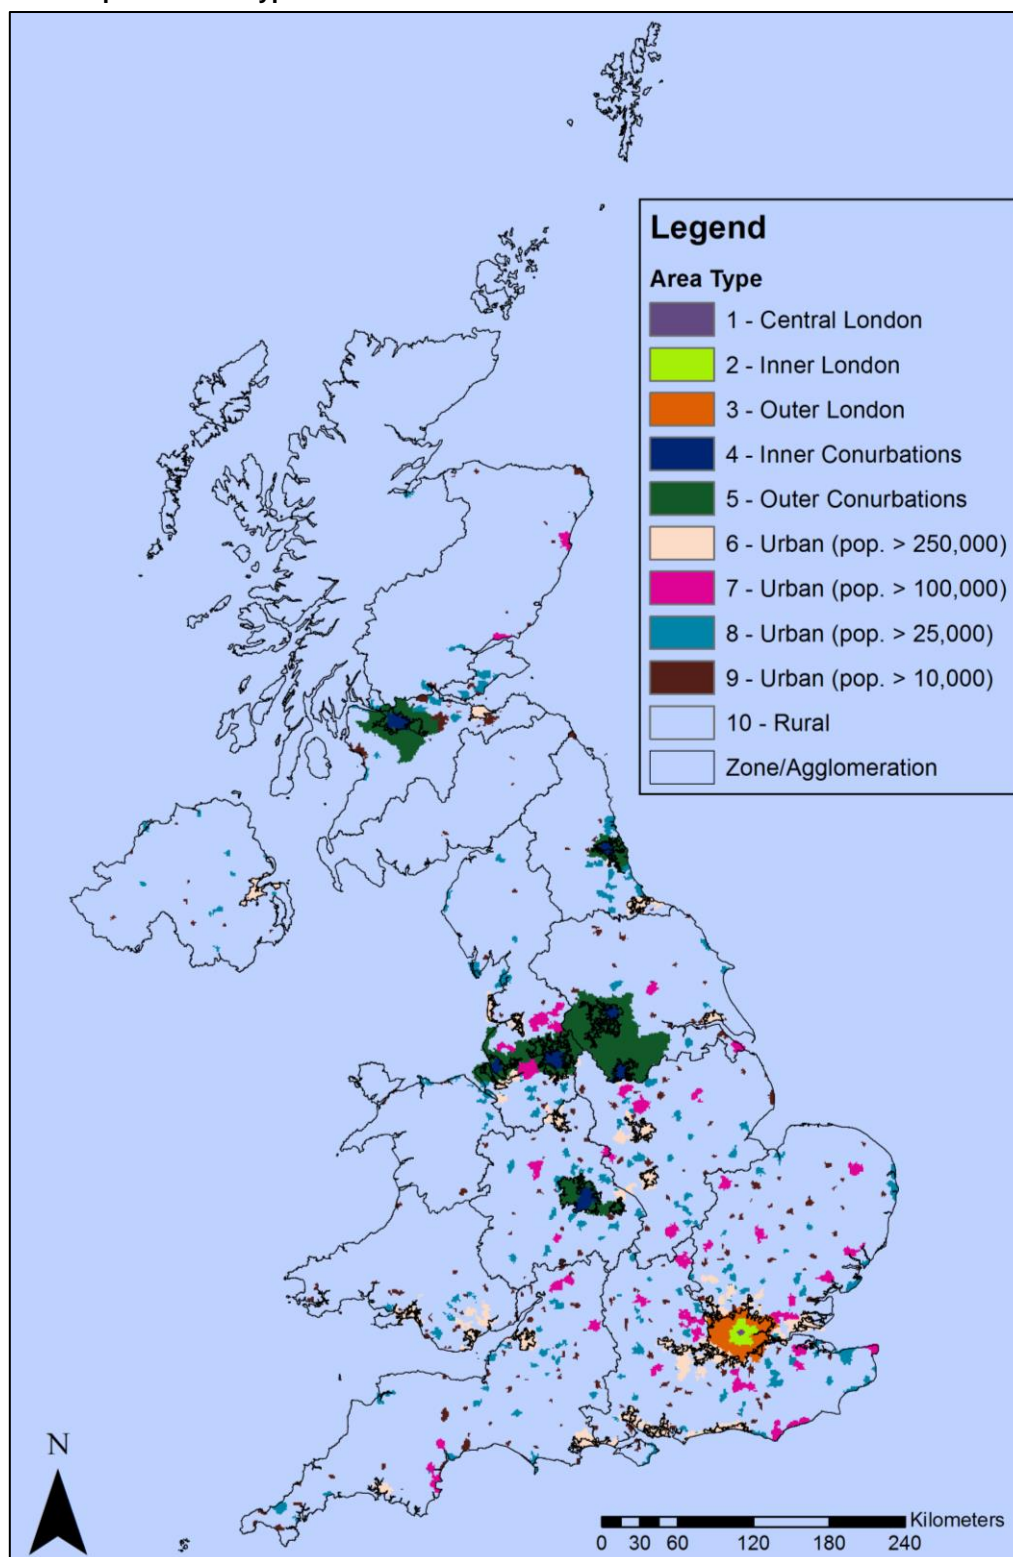 Legend
Area Type
1 - Central London
2 - Inner London
3 - Outer London
4 - Inner Conurbations
5 - Outer Conurbations
6 - Urban (pop. > 250,000)
7 - Urban (pop. > 100,000)
8 - Urban (pop. > 25,000)
9 - Urban (pop. > 10,000)
10 - Rural
Zone/Agglomeration
N
Kilometers
0 30 60 120 180 240